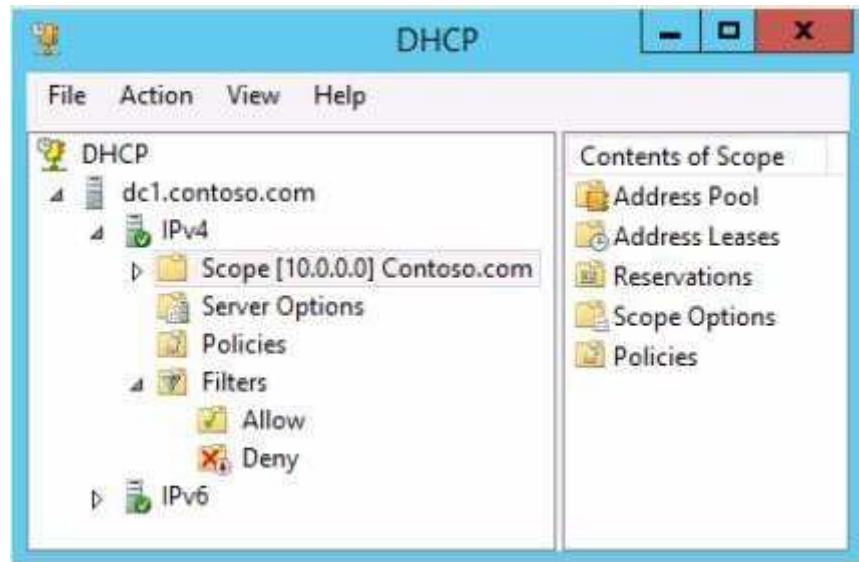 DHCP
File Action View Help
DHCP
dc1.contoso.com
IPv4
Scope [10.0.0.0] Contoso.com
Server Options
Policies
Filters
Allow
Deny
IPv6
Contents of Scope
Address Pool
Address Leases
Reservations
Scope Options
Policies